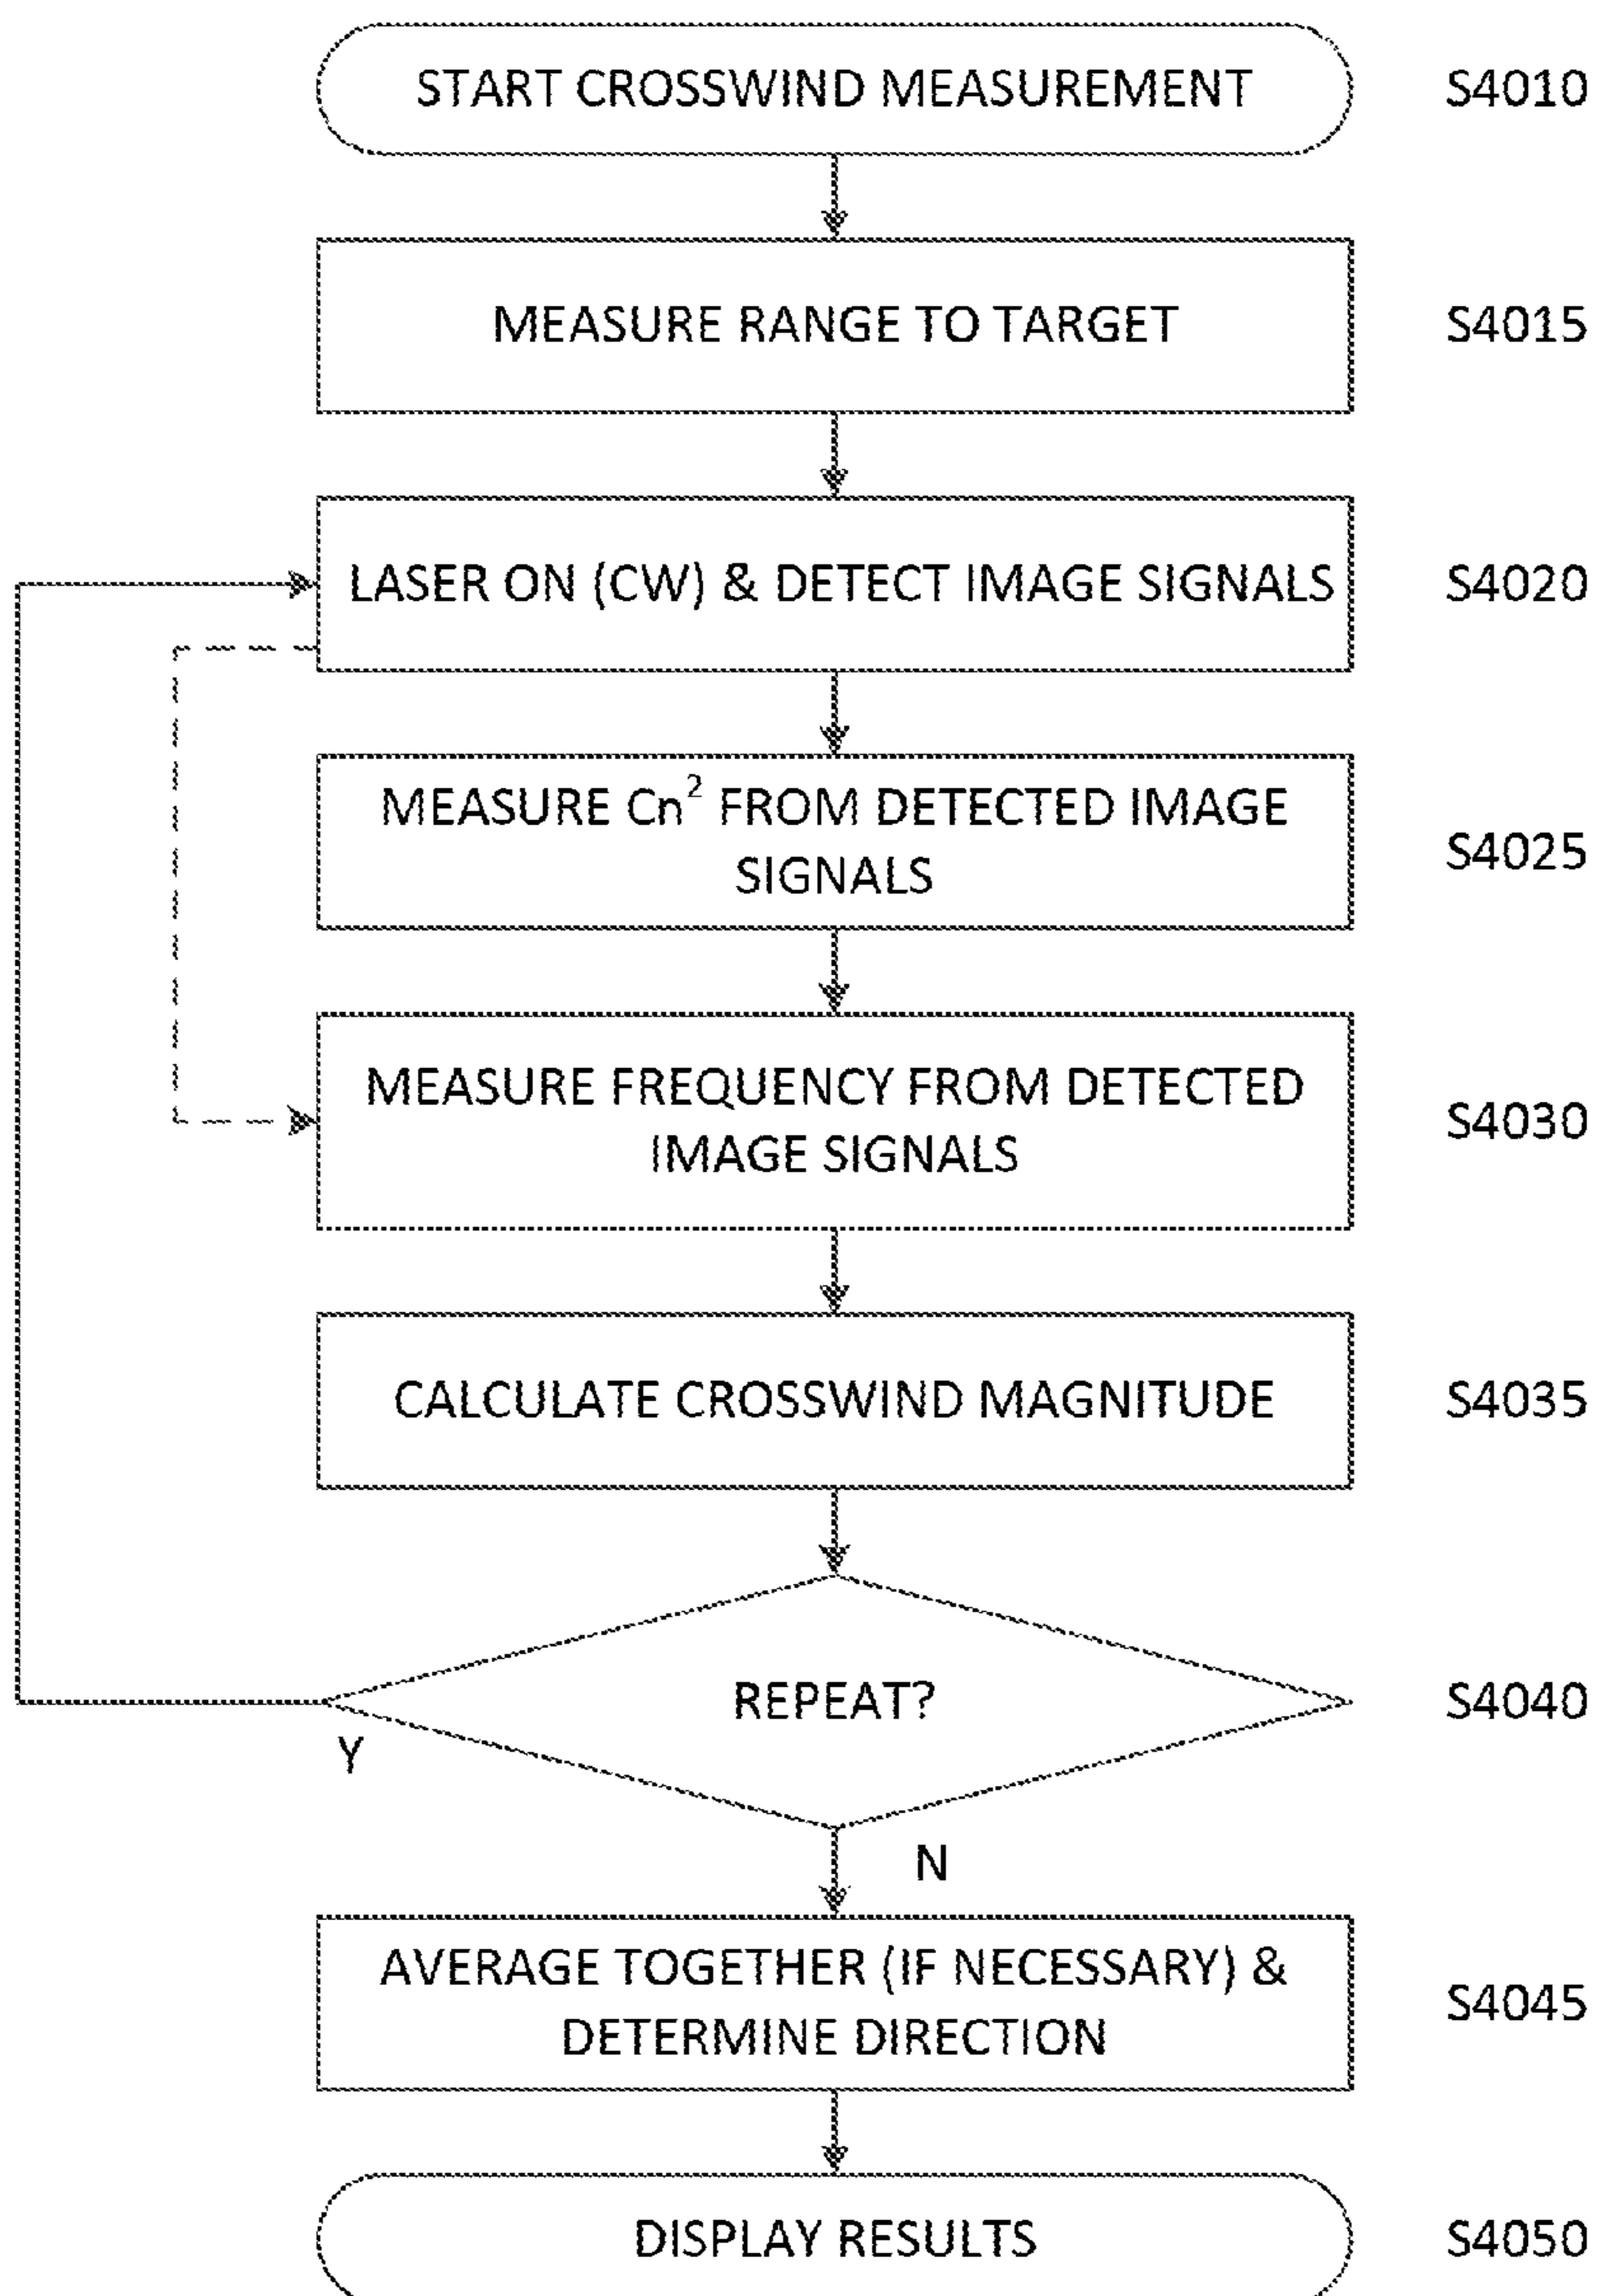 START CROSSWIND MEASUREMENT S4010
MEASURE RANGE TO TARGET S4015
LASER ON (CW) & DETECT IMAGE SIGNALS S4020
MEASURE Cn² FROM DETECTED IMAGE
SIGNALS
S4025
MEASURE FREQUENCY FROM DETECTED
IMAGE SIGNALS
S4030
CALCULATE CROSSWIND MAGNITUDE S4035
REPEAT? S4040
Y
N
AVERAGE TOGETHER (IF NECESSARY) &
DETERMINE DIRECTION
S4045
DISPLAY RESULTS S4050